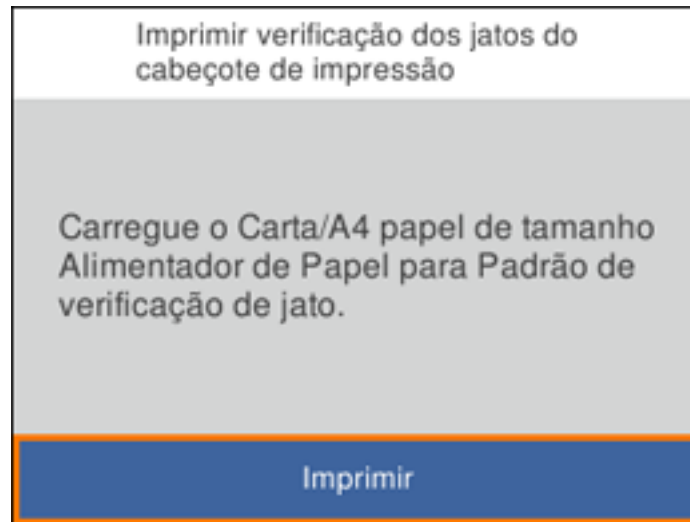 Imprimir verificação dos jatos do
cabeçote de impressão
Carregue o Carta/A4 papel de tamanho
Alimentador de Papel para Padrão de
verificação de jato.
Imprimir